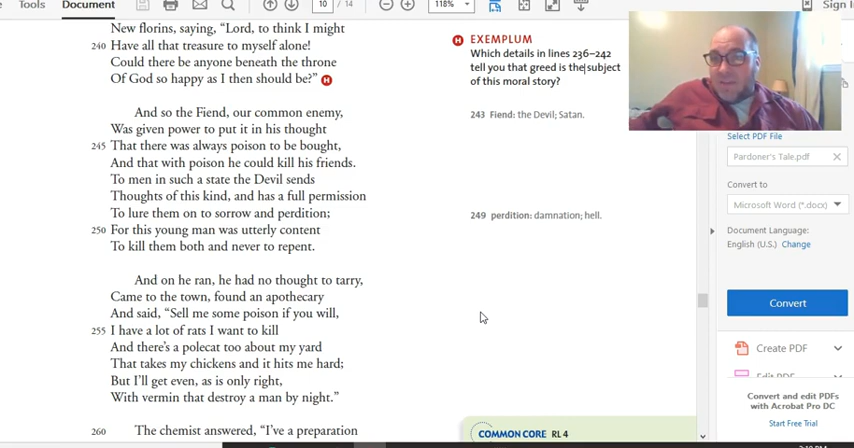 Tools Document 10 / 14 118% Sign In
New florins, saying, “Lord, to think I might
240 Have all that treasure to myself alone!
Could there be anyone beneath the throne
Of God so happy as I then should be?” H
And so the Fiend, our common enemy,
Was given power to put it in his thought
245 That there was always poison to be bought,
And that with poison he could kill his friends.
To men in such a state the Devil sends
Thoughts of this kind, and has a full permission
To lure them on to sorrow and perdition;
250 For this young man was utterly content
To kill them both and never to repent.
And on he ran, he had no thought to tarry,
Came to the town, found an apothecary
And said, “Sell me some poison if you will,
255 I have a lot of rats I want to kill
And there’s a polecat too about my yard
That takes my chickens and it hits me hard;
But I’ll get even, as is only right,
With vermin that destroy a man by night.”
260 The chemist answered, “I’ve a preparation
H EXEMPLUM
Which details in lines 236–242
tell you that greed is the subject
of this moral story?
243 Fiend: the Devil; Satan.
249 perdition: damnation; hell.
COMMON CORE RL 4
Select PDF File
Pardoner's Tale.pdf
Convert to
Microsoft Word (*.docx)
Document Language:
English (U.S.) Change
Convert
Create PDF
Edit PDF
Convert and edit PDFs
with Acrobat Pro DC
Start Free Trial